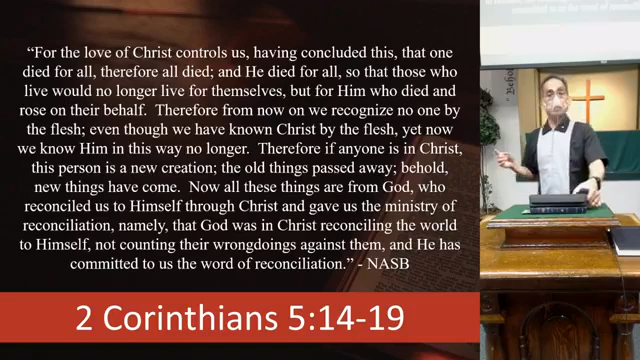 “For the love of Christ controls us, having concluded this, that one
died for all, therefore all died; and He died for all, so that those who
live would no longer live for themselves, but for Him who died and
rose on their behalf.  Therefore from now on we recognize no one by
the flesh; even though we have known Christ by the flesh, yet now
we know Him in this way no longer.  Therefore if anyone is in Christ,
this person is a new creation; the old things passed away; behold,
new things have come.  Now all these things are from God, who
reconciled us to Himself through Christ and gave us the ministry of
reconciliation, namely, that God was in Christ reconciling the world
to Himself, not counting their wrongdoings against them, and He has
committed to us the word of reconciliation.” - NASB
2 Corinthians 5:14-19
Behold